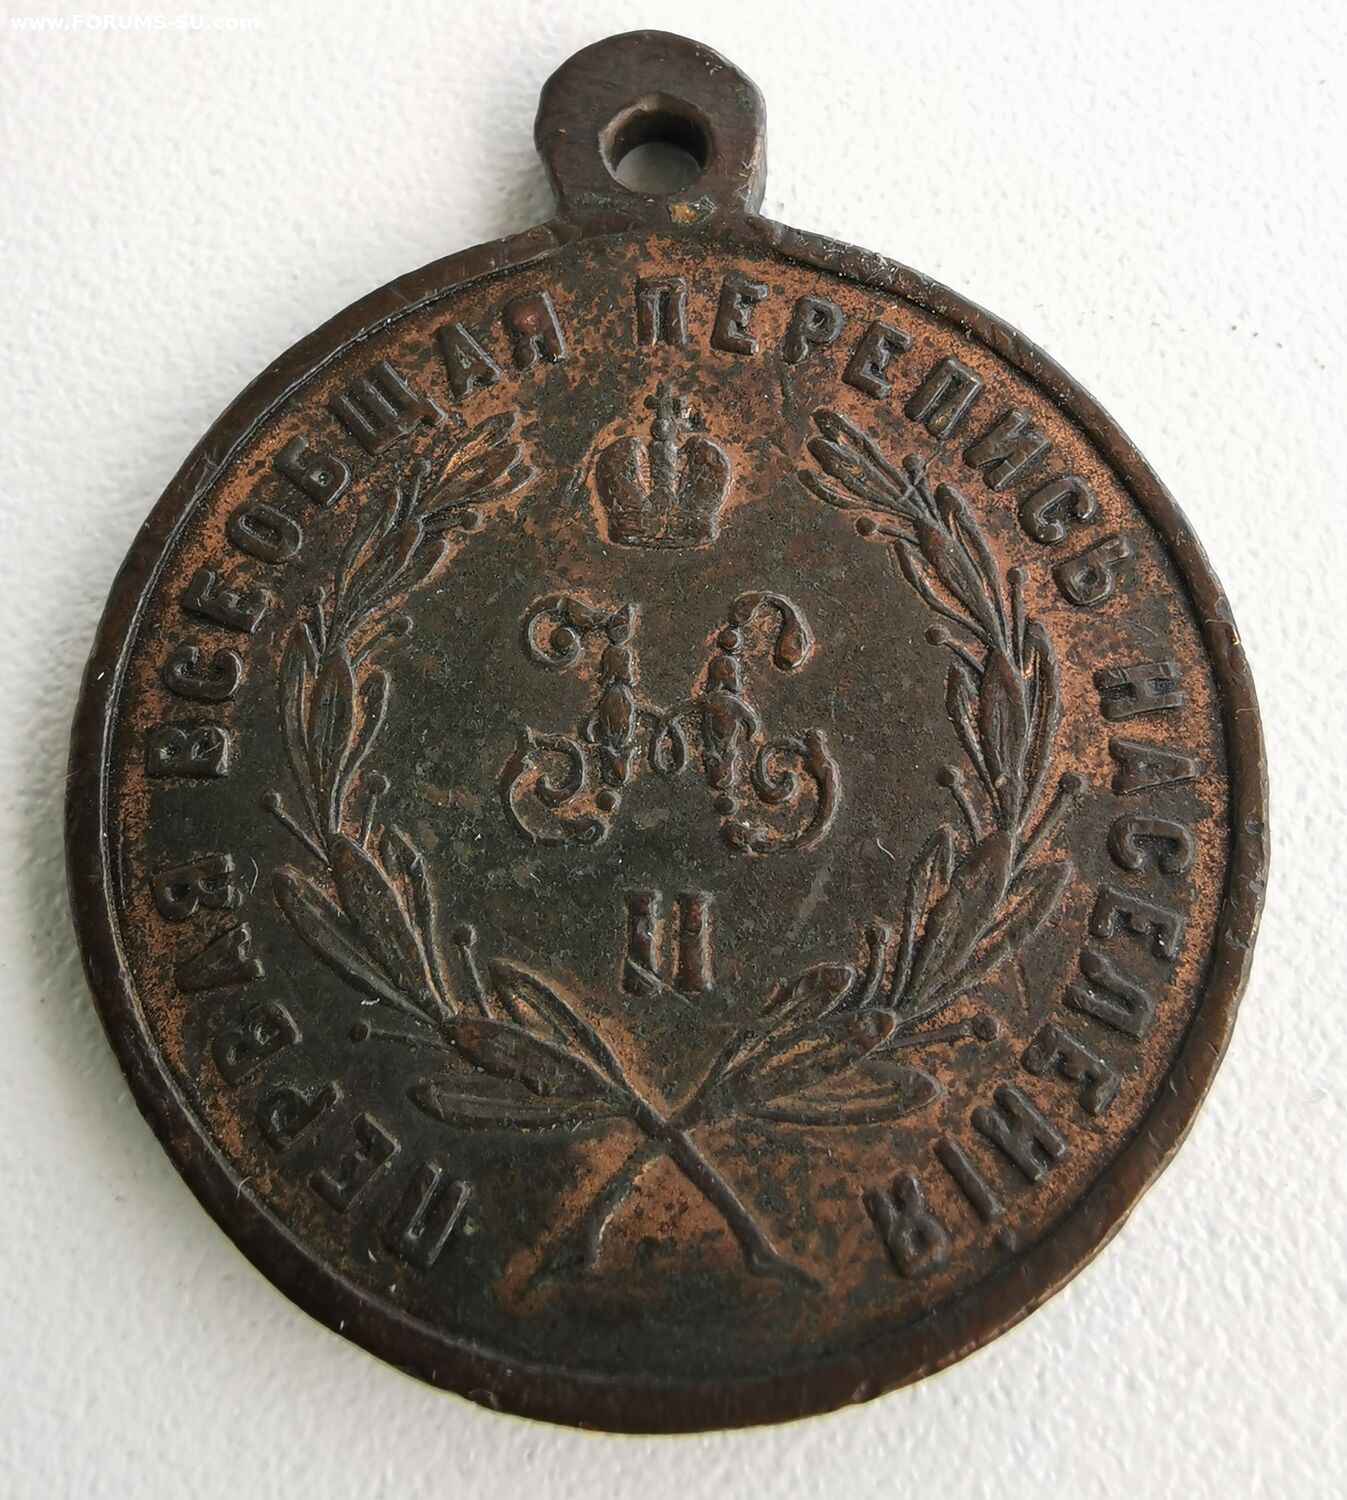 www.FORUMS-SU.com
ПЕРВАЯ ВСЕОБЩАЯ ПЕРЕПИСЬ НАСЕЛЕНІЯ
Н
II